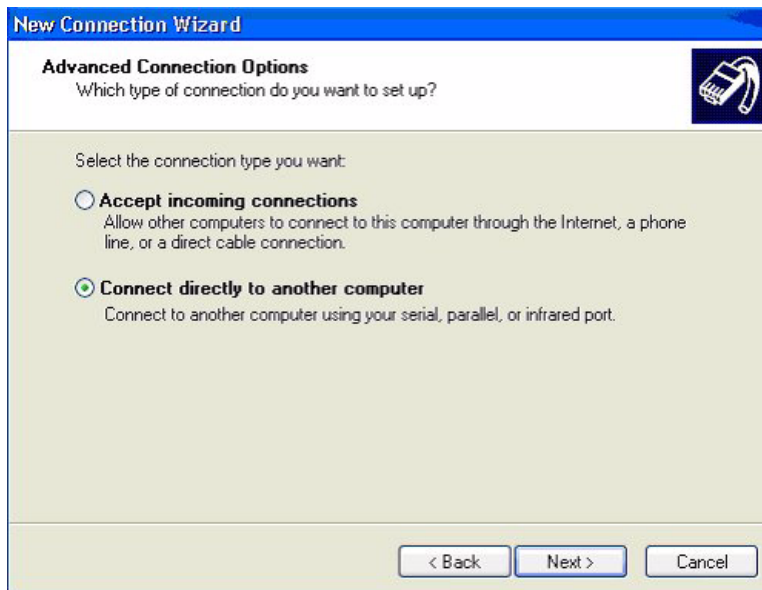 New Connection Wizard
Advanced Connection Options
Which type of connection do you want to set up?
Select the connection type you want:
Accept incoming connections
Allow other computers to connect to this computer through the Internet, a phone
line, or a direct cable connection.
Connect directly to another computer
Connect to another computer using your serial, parallel, or infrared port.
< Back Next > Cancel